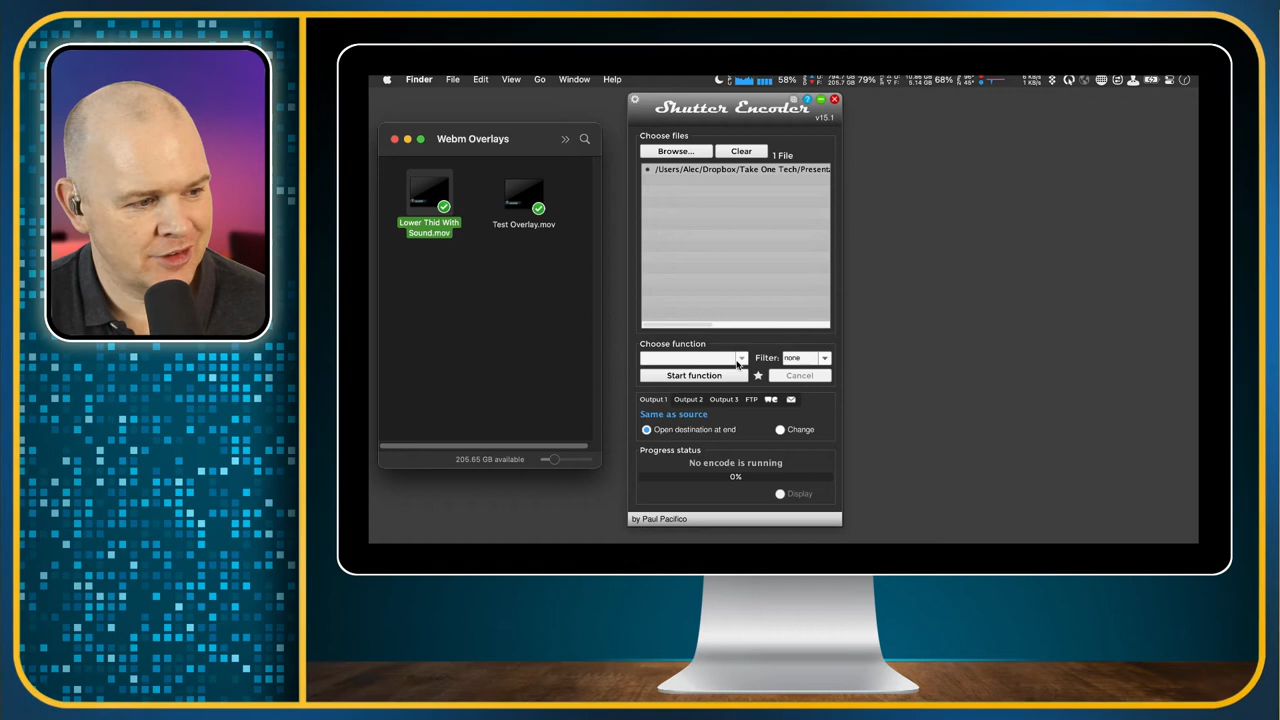 Finder File Edit View Go Window Help
58% 79% 68%
Webm Overlays
Lower Thid With
Sound.mov
Test Overlay.mov
205.65 GB available
Shutter Encoder
v15.1
Choose files
Browse... Clear 1 File
/Users/Alec/Dropbox/Take One Tech/Present
Choose function
Filter: none
Start function Cancel
Output 1 Output 2 Output 3 FTP
Same as source
Open destination at end Change
Progress status
No encode is running
0%
Display
by Paul Pacifico